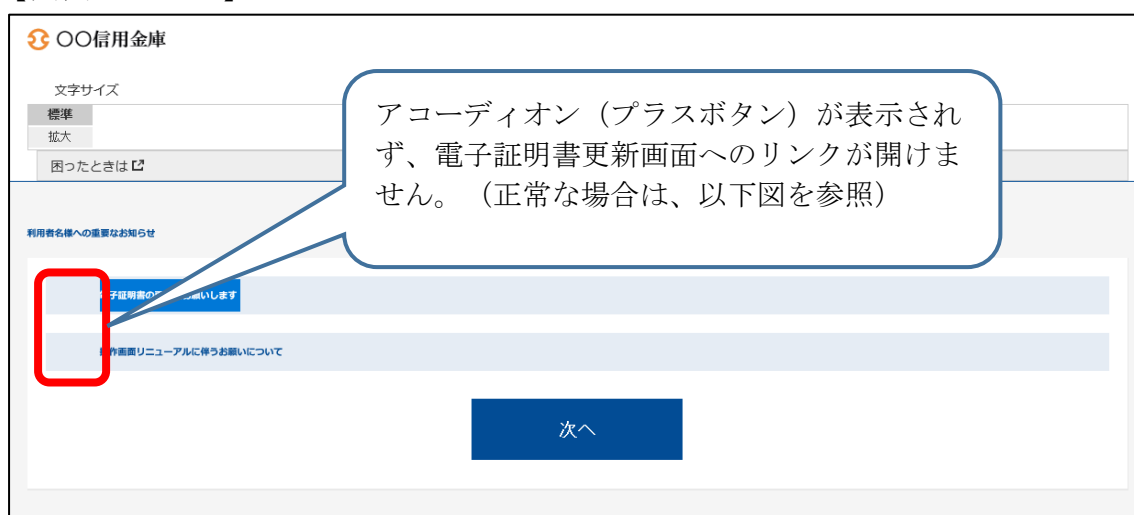 〇〇信用金庫
文字サイズ
標準
拡大
困ったときは
アコーディオン（プラスボタン）が表示され
ず、電子証明書更新画面へのリンクが開けま
せん。（正常な場合は、以下図を参照）
利用者名様への重要なお知らせ
子証明書の
お願いします
作画面リニューアルに伴うお願いについて
次へ